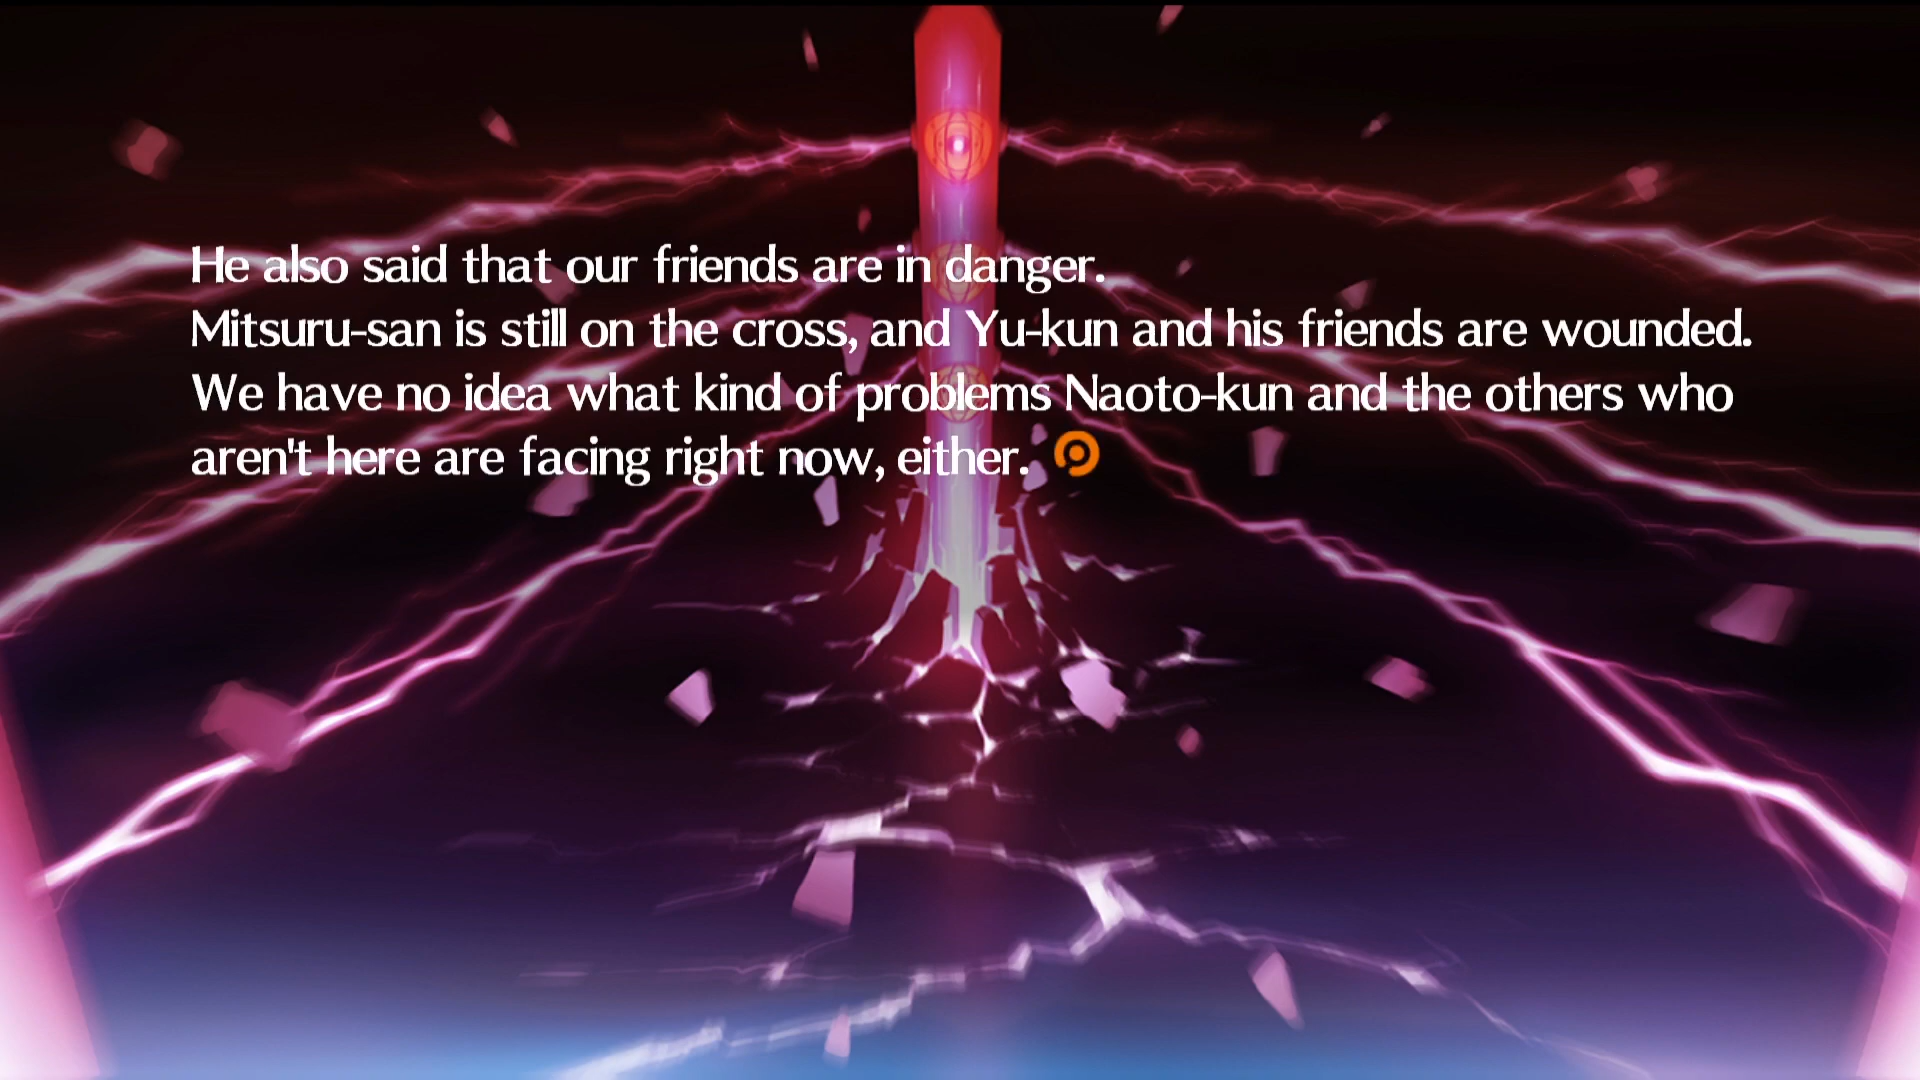 He also said that our friends are in danger.
Mitsuru-san is still on the cross, and Yu-kun and his friends are wounded.
We have no idea what kind of problems Naoto-kun and the others who
aren't here are facing right now, either.